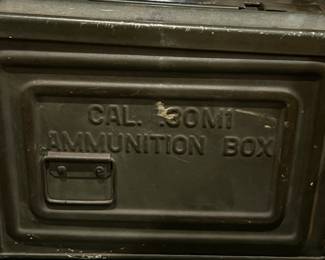 CAL. .30M1
AMMUNITION BOX